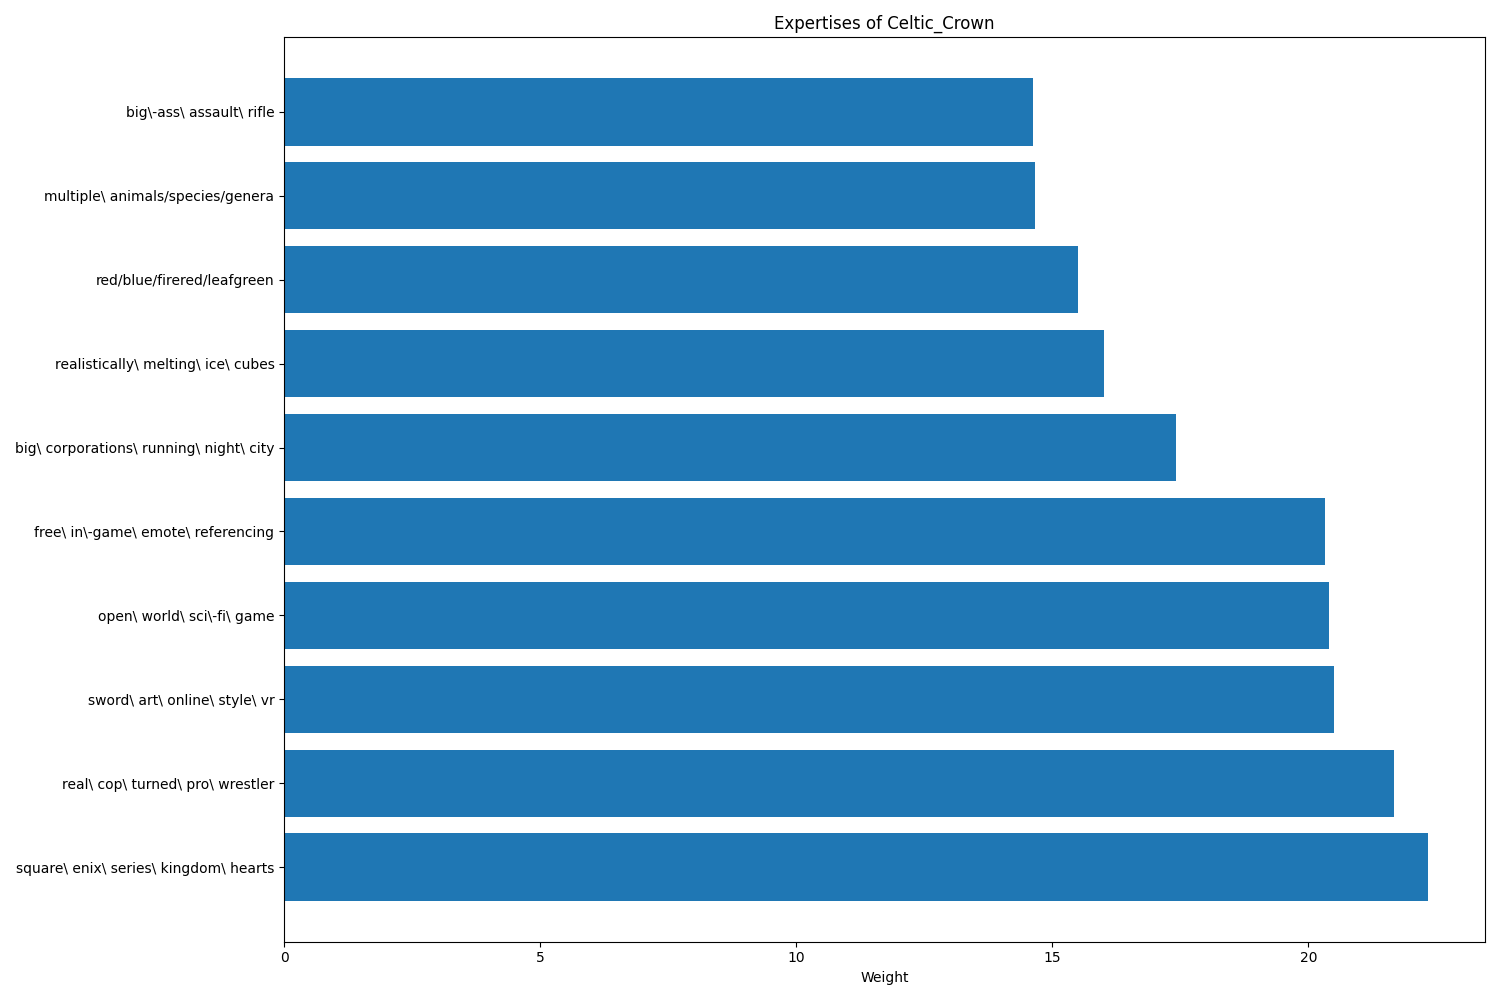 Expertises of Celtic_Crown
big\-ass\ assault\ rifle
multiple\ animals/species/genera
red/blue/firered/leafgreen
realistically\ melting\ ice\ cubes
big\ corporations\ running\ night\ city
free\ in\-game\ emote\ referencing
open\ world\ sci\-fi\ game
sword\ art\ online\ style\ vr
real\ cop\ turned\ pro\ wrestler
square\ enix\ series\ kingdom\ hearts
0 5 10 15 20
Weight